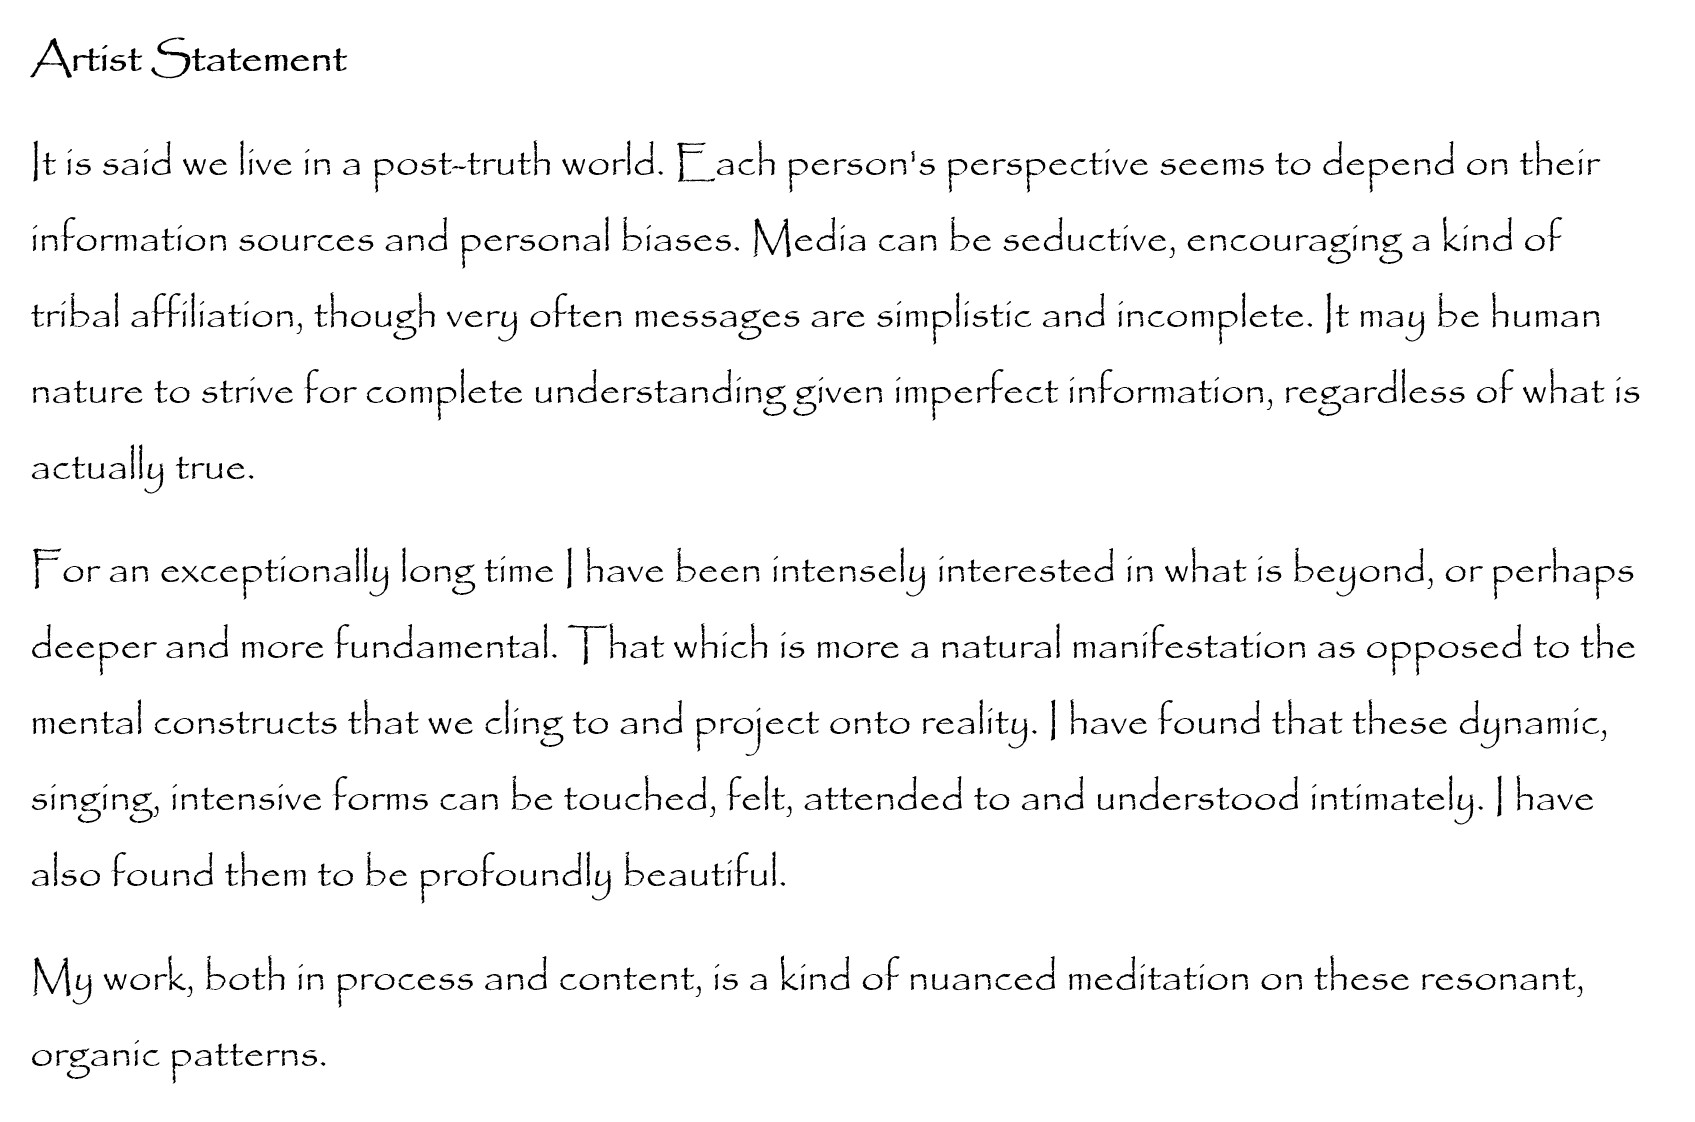 Artist Statement
It is said we live in a post-truth world. Each person's perspective seems to depend on their
information sources and personal biases. Media can be seductive, encouraging a kind of
tribal affiliation, though very often messages are simplistic and incomplete. It may be human
nature to strive for complete understanding given imperfect information, regardless of what is
actually true.
For an exceptionally long time I have been intensely interested in what is beyond, or perhaps
deeper and more fundamental. That which is more a natural manifestation as opposed to the
mental constructs that we cling to and project onto reality. I have found that these dynamic,
singing, intensive forms can be touched, felt, attended to and understood intimately. I have
also found them to be profoundly beautiful.
My work, both in process and content, is a kind of nuanced meditation on these resonant,
organic patterns.